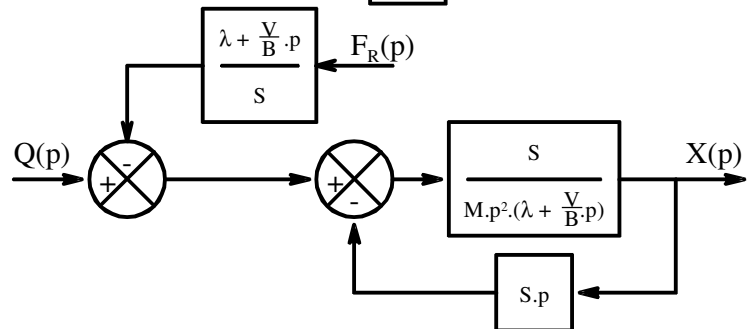 λ + V/B .p
S
F_R(p)
Q(p)
-
+
+
-
S
M.p².(λ + V/B .p)
X(p)
S.p